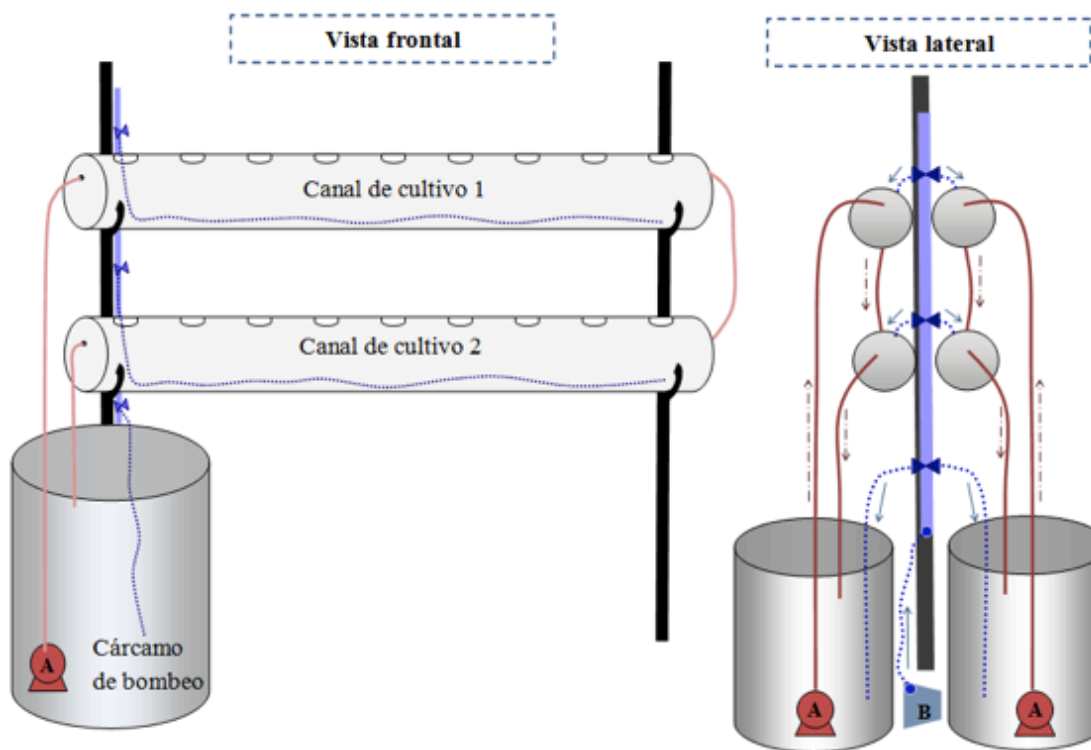 Vista frontal
Vista lateral
Canal de cultivo 1
Canal de cultivo 2
Cárcamo
de bombeo
A
A
B
A